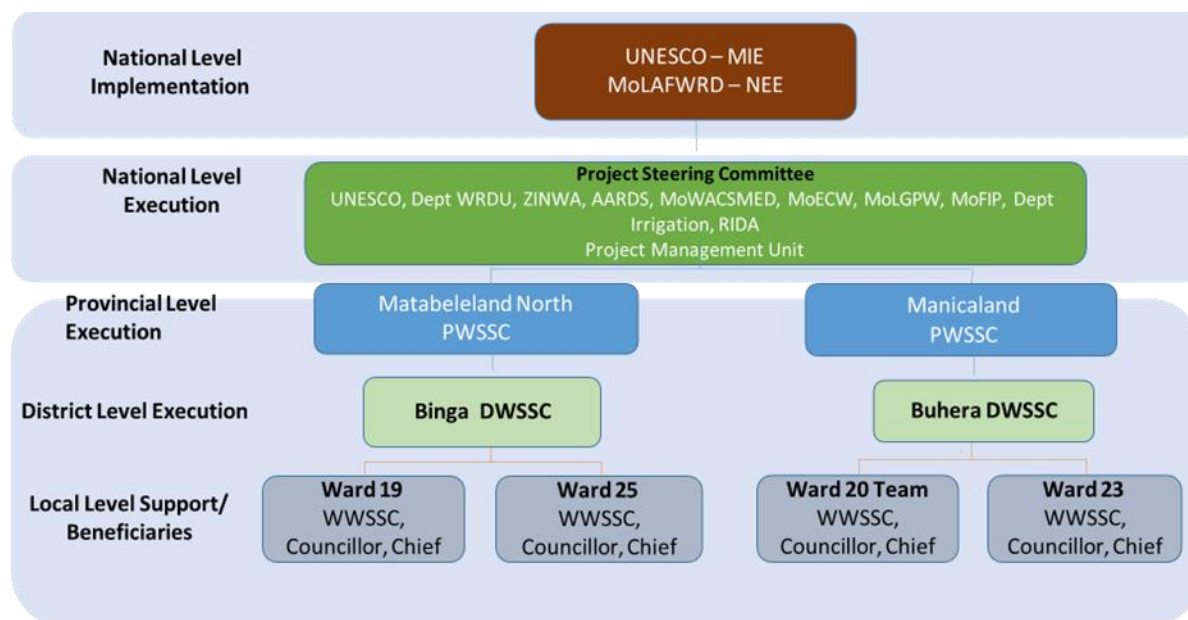 National Level
Implementation
UNESCO – MIE
MoLAFWRD – NEE
National Level
Execution
Project Steering Committee
UNESCO, Dept WRDU, ZINWA, AARDS, MoWACSMED, MoECW, MoLGPW, MoFIP, Dept
Irrigation, RIDA
Project Management Unit
Provincial Level
Execution
Matabeleland North
PWSSC
Manicaland
PWSSC
District Level Execution
Binga DWSSC
Buhera DWSSC
Local Level Support/
Beneficiaries
Ward 19
WWSSC,
Councillor, Chief
Ward 25
WWSSC,
Councillor, Chief
Ward 20 Team
WWSSC,
Councillor, Chief
Ward 23
WWSSC,
Councillor, Chief